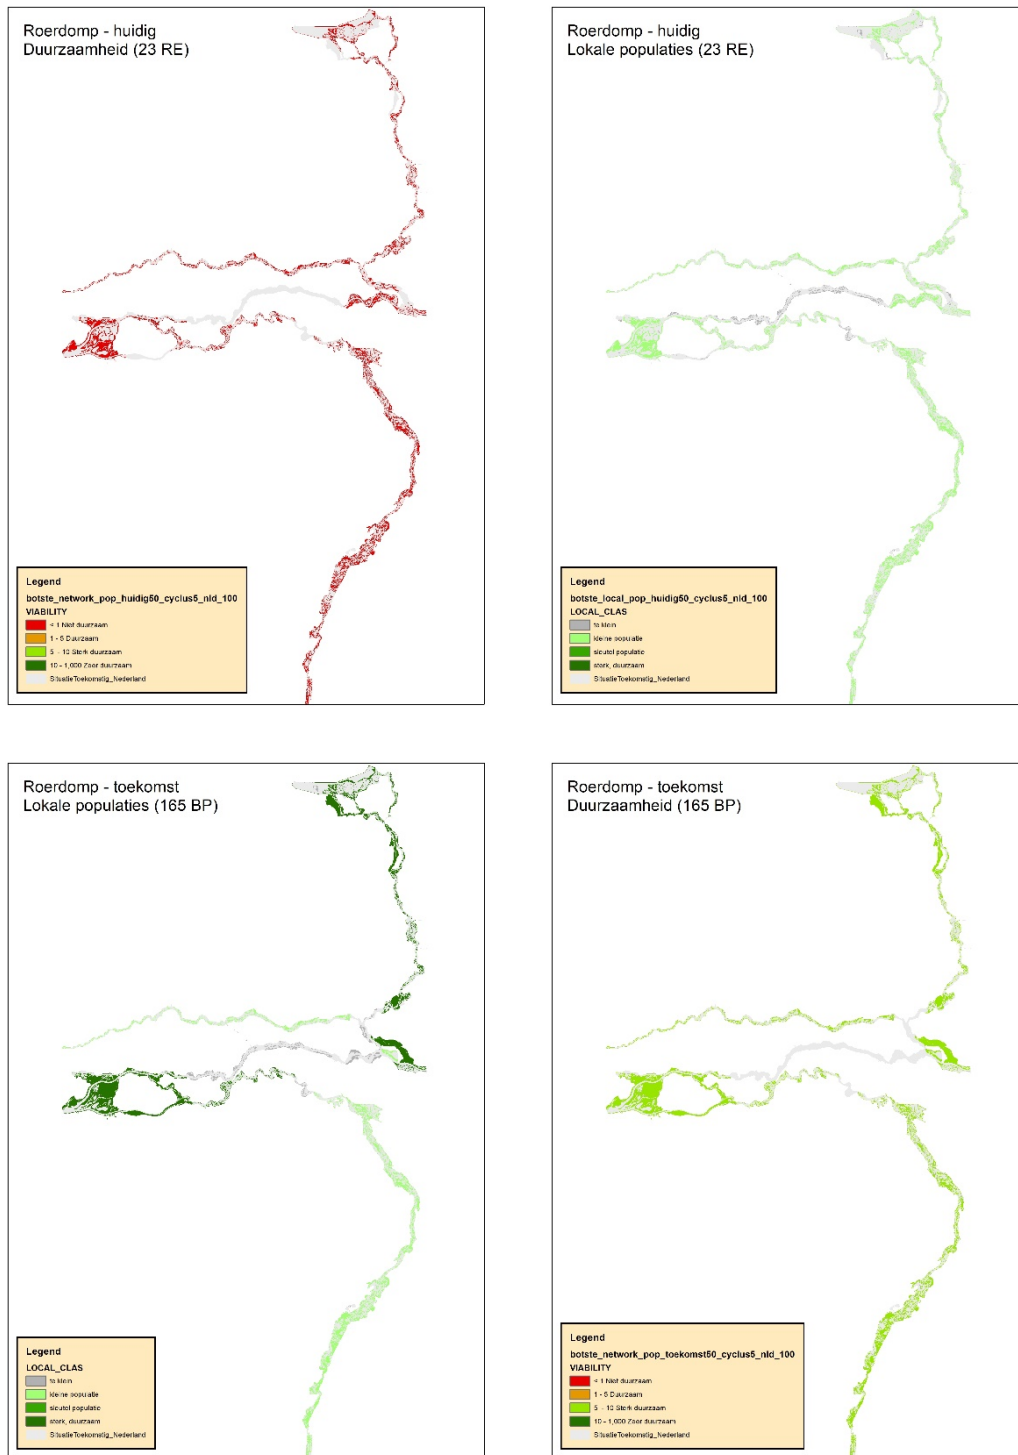 Roerdomp - huidig
Duurzaamheid (23 RE)
Legend
botste_network_pop_huidig50_cyclus5_nld_100
VIABILITY
< 1 Niet duurzaam
1 - 5 Duurzaam
5 - 10 Sterk duurzaam
10 - 1,000 Zeer duurzaam
SituatieToekomstig_Nederland
Roerdomp - huidig
Lokale populaties (23 RE)
Legend
botste_local_pop_huidig50_cyclus5_nld_100
LOCAL_CLAS
te klein
kleine populatie
sleutel populatie
sterk, duurzaam
SituatieToekomstig_Nederland
Roerdomp - toekomst
Lokale populaties (165 BP)
Legend
LOCAL_CLAS
te klein
kleine populatie
sleutel populatie
sterk, duurzaam
SituatieToekomstig_Nederland
Roerdomp - toekomst
Duurzaamheid (165 BP)
Legend
botste_network_pop_toekomst50_cyclus5_nld_100
VIABILITY
< 1 Niet duurzaam
1 - 5 Duurzaam
5 - 10 Sterk duurzaam
10 - 1,000 Zeer duurzaam
SituatieToekomstig_Nederland